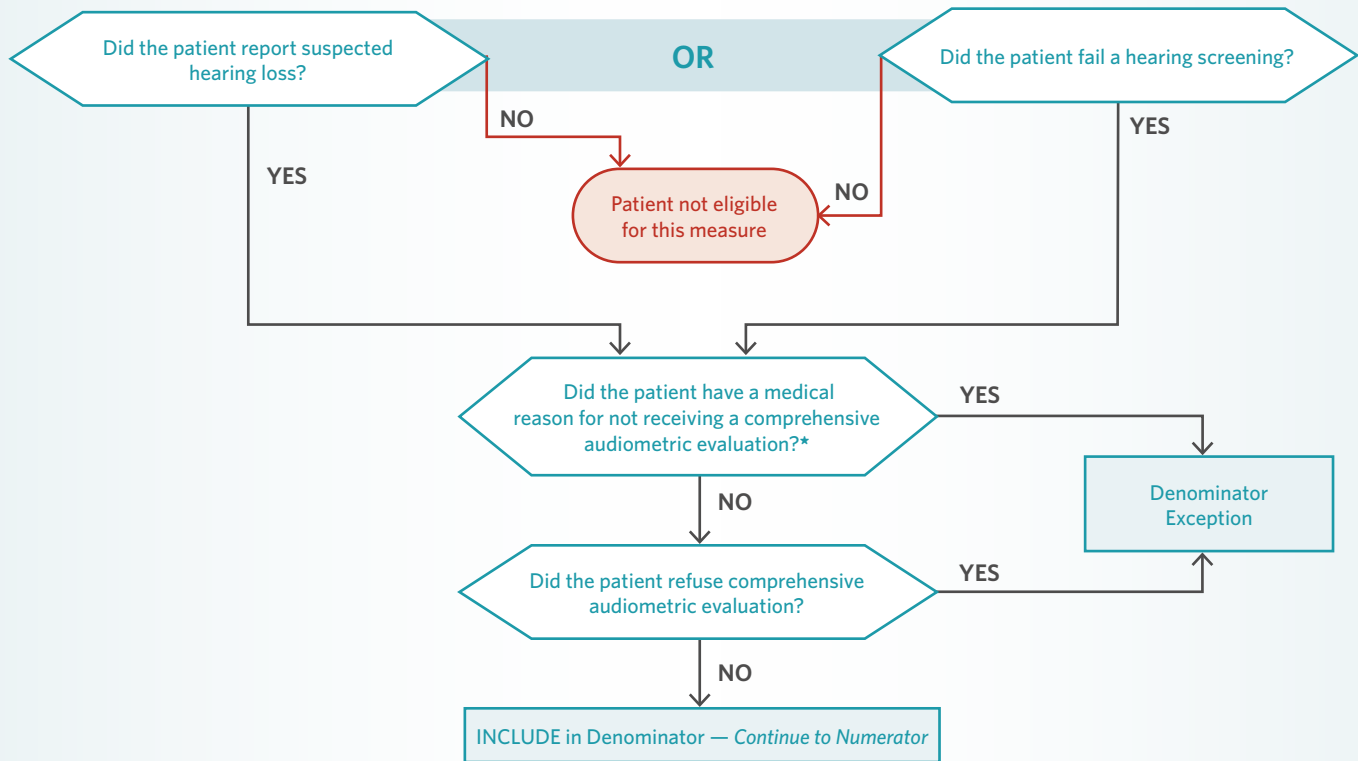 Did the patient report suspected
hearing loss?
OR
Did the patient fail a hearing screening?
NO
YES
YES
NO
Patient not eligible
for this measure
Did the patient have a medical
reason for not receiving a comprehensive
audiometric evaluation?★
YES
Denominator
Exception
NO
Did the patient refuse comprehensive
audiometric evaluation?
YES
NO
INCLUDE in Denominator — Continue to Numerator